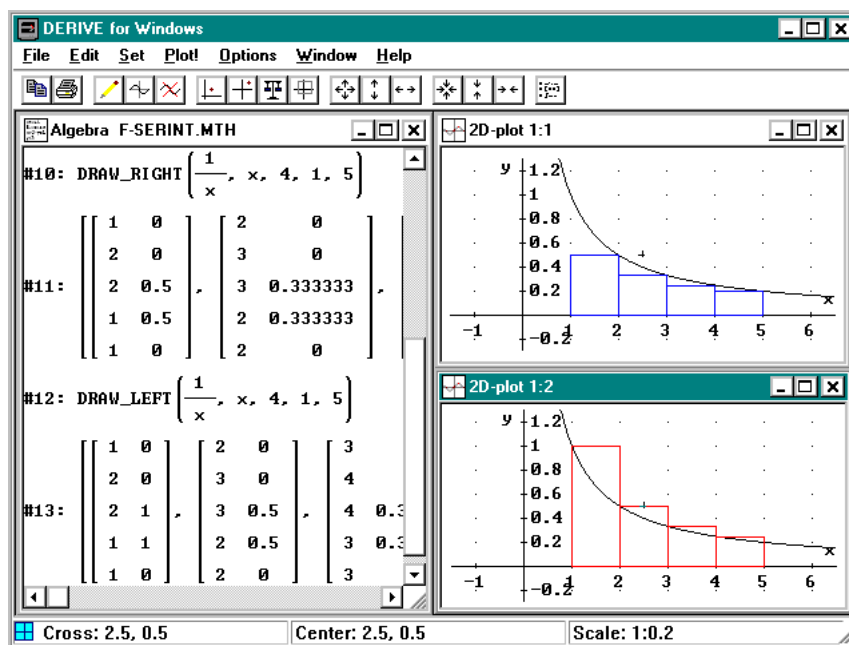 DERIVE for Windows
File Edit Set Plot! Options Window Help
Algebra F-SERINT.MTH
#10: DRAW_RIGHT(1/x, x, 4, 1, 5)
#11: [[1 0; 2 0; 2 0.5; 1 0.5; 1 0], [2 0; 3 0; 3 0.333333; 2 0.333333; 2 0],
#12: DRAW_LEFT(1/x, x, 4, 1, 5)
#13: [[1 0; 2 0; 2 1; 1 1; 1 0], [2 0; 3 0; 3 0.5; 2 0.5; 2 0], [3; 4; 4 0.3; 3 0.3; 3
2D-plot 1:1
y 1.2
1
0.8
0.6
0.4
0.2
x
-1 1 2 3 4 5 6
-0.2
2D-plot 1:2
y 1.2
1
0.8
0.6
0.4
0.2
x
-1 1 2 3 4 5 6
-0.2
Cross: 2.5, 0.5
Center: 2.5, 0.5
Scale: 1:0.2